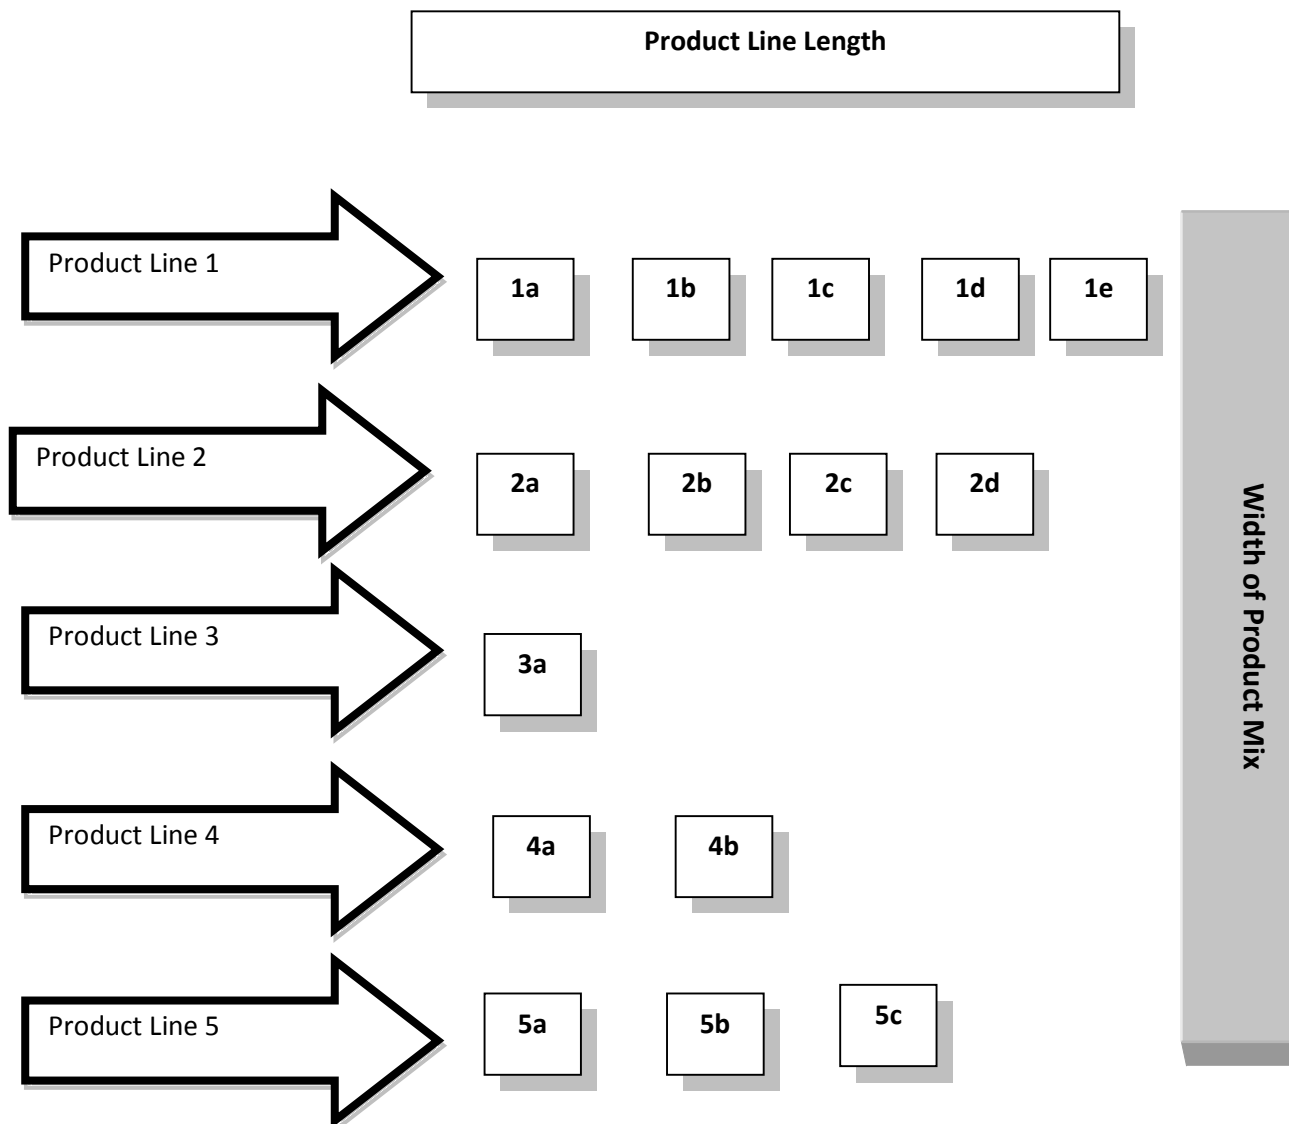 Product Line Length
Product Line 1
1a
1b
1c
1d
1e
Product Line 2
2a
2b
2c
2d
Product Line 3
3a
Product Line 4
4a
4b
Product Line 5
5a
5b
5c
Width of Product Mix